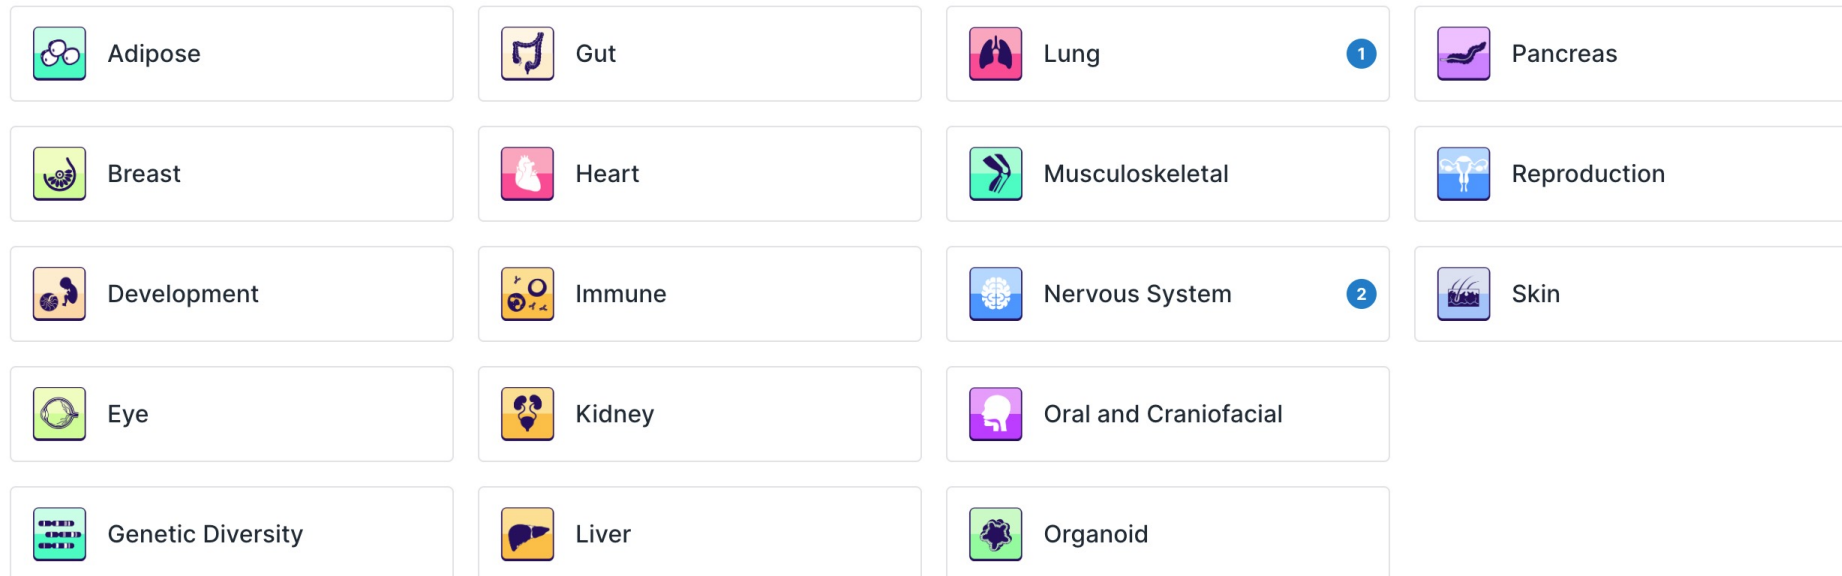 Adipose
Gut
Lung
1
Pancreas
Breast
Heart
Musculoskeletal
Reproduction
Development
Immune
Nervous System
2
Skin
Eye
Kidney
Oral and Craniofacial
Genetic Diversity
Liver
Organoid